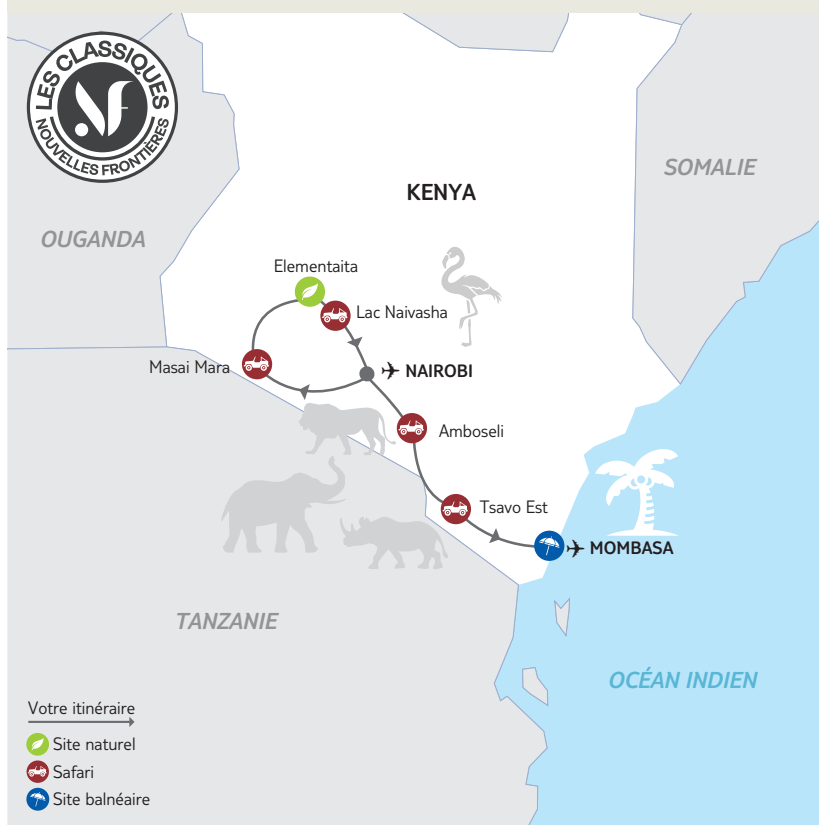 LES CLASSIQUES
NF
NOUVELLES FRONTIÈRES
SOMALIE
KENYA
OUGANDA
Elementaita
Lac Naivasha
Masai Mara
NAIROBI
Amboseli
Tsavo Est
MOMBASA
TANZANIE
OCÉAN INDIEN
Votre itinéraire
Site naturel
Safari
Site balnéaire